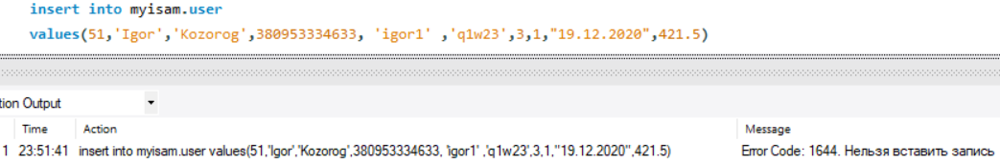 insert into myisam.user
values(51,'Igor','Kozorog',380953334633, 'igor1' ,'q1w23',3,1,"19.12.2020",421.5)
tion Output
Time Action Message
1 23:51:41 insert into myisam.user values(51,'Igor','Kozorog',380953334633, 'igor1' ,'q1w23',3,1,"19.12.2020",421.5) Error Code: 1644. Нельзя вставить запись